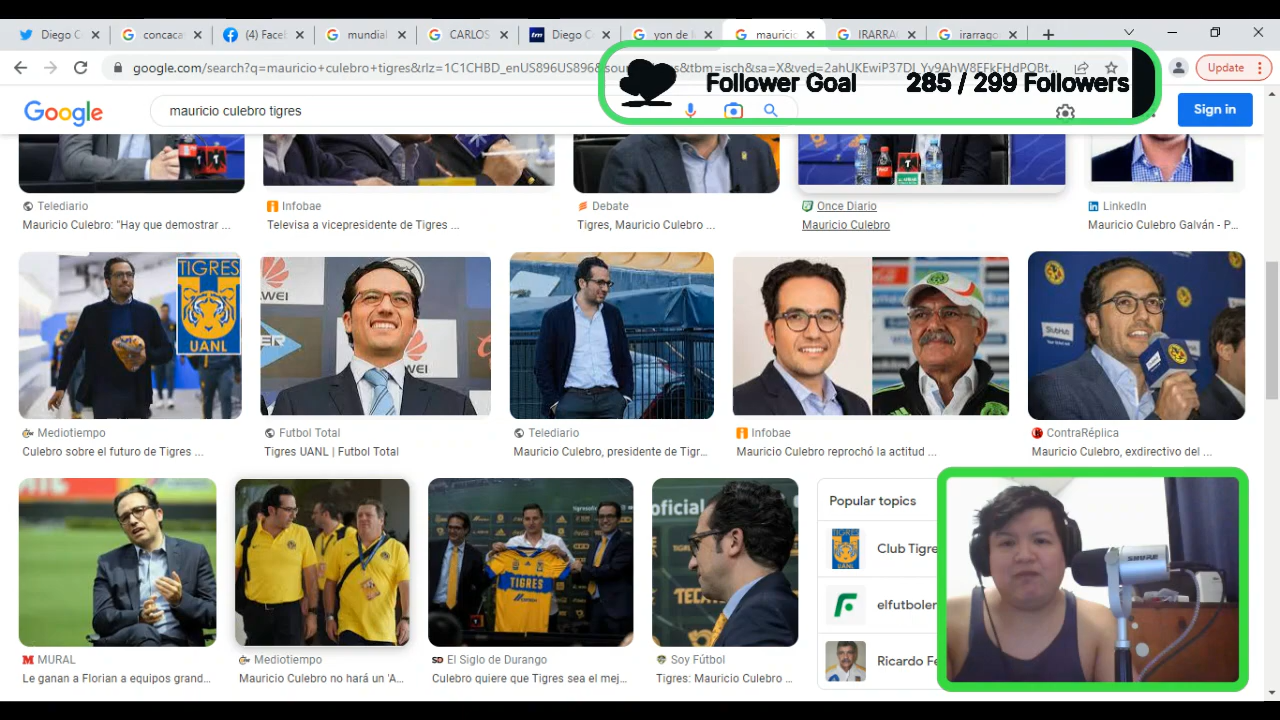 Diego C
concaca
(4) Face
mundial
CARLOS
tm
Diego C
yon de l
mauricio
IRARRA
irarrago
google.com/search?q=mauricio+culebro+tigres&rlz=1C1CHBD_enUS896US896&
Update
Follower Goal
285 / 299 Followers
Google
mauricio culebro tigres
Sign in
Telediario
Mauricio Culebro: "Hay que demostrar ...
Infobae
Televisa a vicepresidente de Tigres ...
Debate
Tigres, Mauricio Culebro ...
Once Diario
Mauricio Culebro
LinkedIn
Mauricio Culebro Galván - P...
TIGRES
UANL
Mediotiempo
Culebro sobre el futuro de Tigres ...
Futbol Total
Tigres UANL | Futbol Total
Telediario
Mauricio Culebro, presidente de Tigr...
Infobae
Mauricio Culebro reprochó la actitud ...
ContraRéplica
Mauricio Culebro, exdirectivo del ...
MURAL
Le ganan a Florian a equipos grand...
Mediotiempo
Mauricio Culebro no hará un 'A...
TIGRES
El Siglo de Durango
Culebro quiere que Tigres sea el mej...
oficial
Soy Fútbol
Tigres: Mauricio Culebro ...
Popular topics
Club Tigre
elfutboler
Ricardo Fe
SHURE